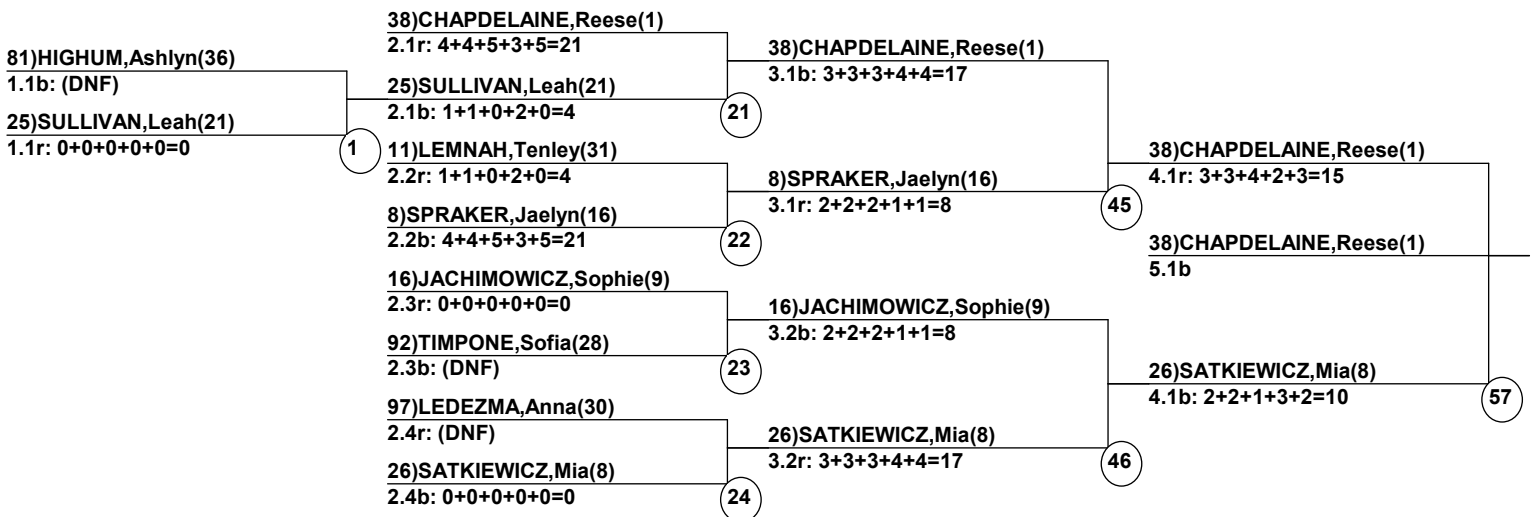 81)HIGHUM,Ashlyn(36)
1.1b: (DNF)
25)SULLIVAN,Leah(21)
1.1r: 0+0+0+0+0=0
1
38)CHAPDELAINE,Reese(1)
2.1r: 4+4+5+3+5=21
25)SULLIVAN,Leah(21)
2.1b: 1+1+0+2+0=4
21
11)LEMNAH,Tenley(31)
2.2r: 1+1+0+2+0=4
8)SPRAKER,Jaelyn(16)
2.2b: 4+4+5+3+5=21
22
16)JACHIMOWICZ,Sophie(9)
2.3r: 0+0+0+0+0=0
92)TIMPONE,Sofia(28)
2.3b: (DNF)
23
97)LEDEZMA,Anna(30)
2.4r: (DNF)
26)SATKIEWICZ,Mia(8)
2.4b: 0+0+0+0+0=0
24
38)CHAPDELAINE,Reese(1)
3.1b: 3+3+3+4+4=17
8)SPRAKER,Jaelyn(16)
3.1r: 2+2+2+1+1=8
45
16)JACHIMOWICZ,Sophie(9)
3.2b: 2+2+2+1+1=8
26)SATKIEWICZ,Mia(8)
3.2r: 3+3+3+4+4=17
46
38)CHAPDELAINE,Reese(1)
4.1r: 3+3+4+2+3=15
38)CHAPDELAINE,Reese(1)
5.1b
26)SATKIEWICZ,Mia(8)
4.1b: 2+2+1+3+2=10
57